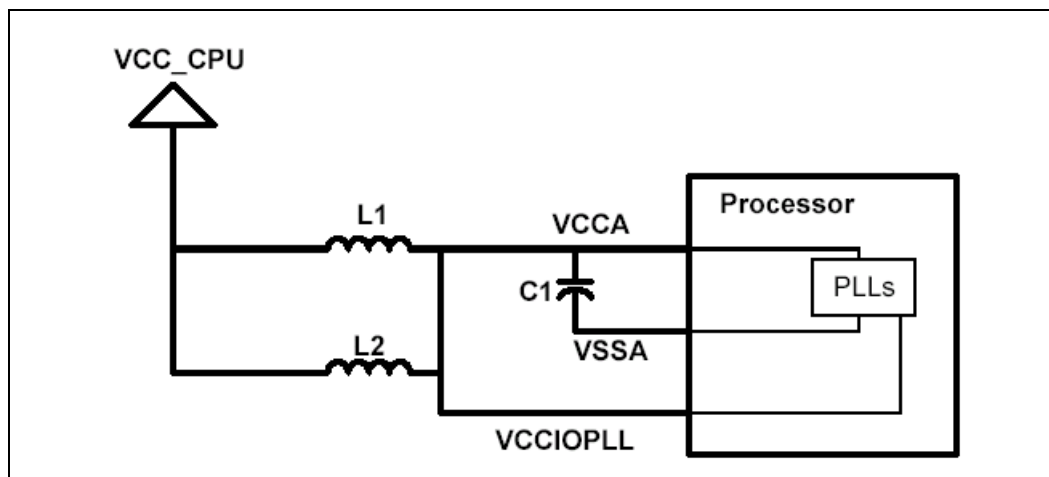 VCC_CPU
L1
VCCA
Processor
C1
PLLs
L2
VSSA
VCCIOPLL